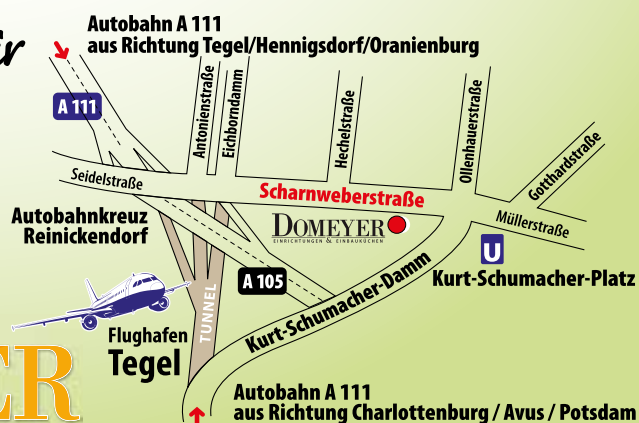 Autobahn A 111
aus Richtung Tegel/Hennigsdorf/Oranienburg
A 111
Antonienstraße
Eichborndamm
Hechelstraße
Ollenhauerstraße
Gotthardstraße
Seidelstraße
Scharnweberstraße
Müllerstraße
Autobahnkreuz
Reinickendorf
DOMEYER
EINRICHTUNGEN & EINBAUKÜCHEN
U
Kurt-Schumacher-Platz
A 105
Kurt-Schumacher-Damm
TUNNEL
Flughafen
Tegel
ER
Autobahn A 111
aus Richtung Charlottenburg / Avus / Potsdam